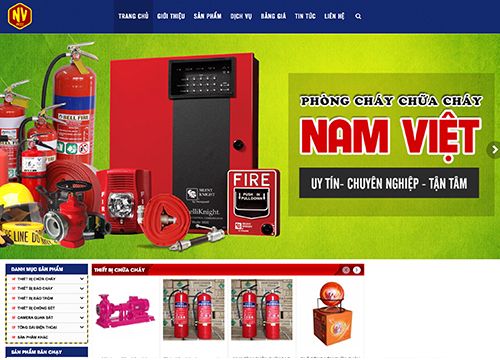 NV
TRANG CHỦ GIỚI THIỆU SẢN PHẨM DỊCH VỤ BẢNG GIÁ TIN TỨC LIÊN HỆ
PHÒNG CHÁY CHỮA CHÁY
NAM VIỆT
UY TÍN- CHUYÊN NGHIỆP - TẬN TÂM
BELL FIRE
SILENT KNIGHT
IntelliKnight
FIRE
PUSH IN
PULL DOWN
FIRE
LINE DO
DANH MỤC SẢN PHẨM
THIẾT BỊ CHỮA CHÁY
THIẾT BỊ BÁO CHÁY
THIẾT BỊ BÁO TRỘM
THIẾT BỊ CHỐNG SÉT
CAMERA QUAN SÁT
TỔNG ĐÀI ĐIỆN THOẠI
SẢN PHẨM KHÁC
SẢN PHẨM BÁN CHẠY
THIẾT BỊ CHỮA CHÁY